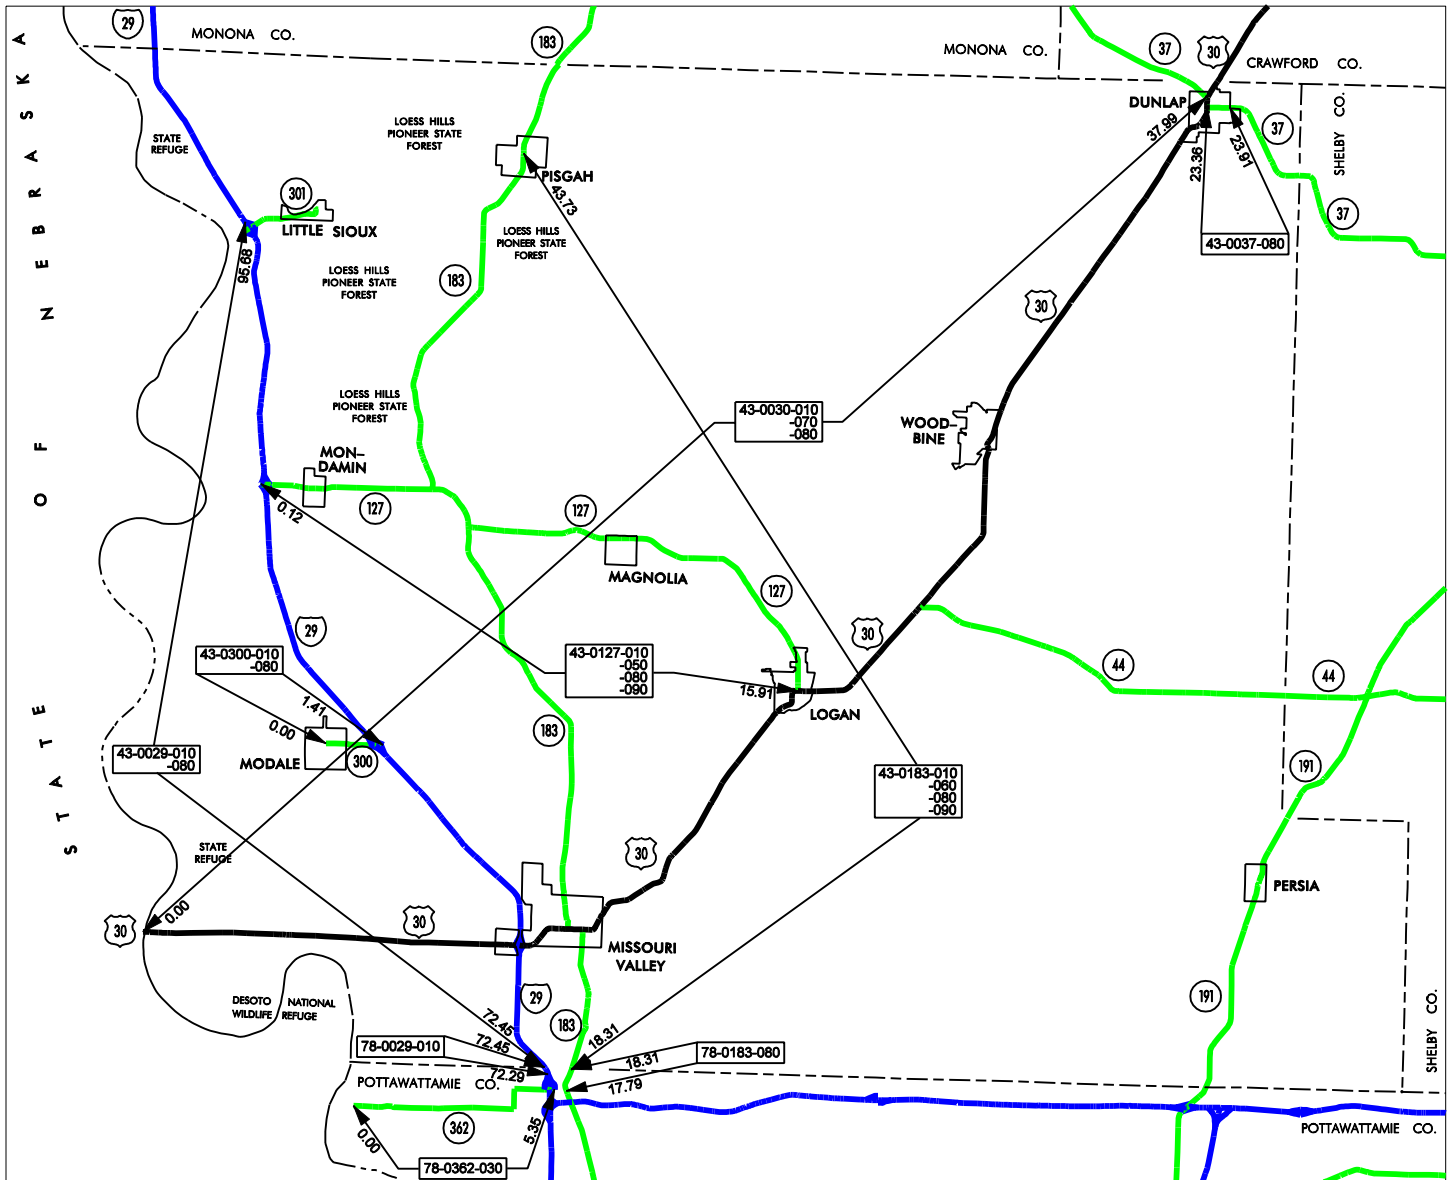 29
MONONA CO.
183
MONONA CO.
37
30
CRAWFORD CO.
SHELBY CO.
STATE OF NEBRASKA
STATE
REFUGE
LOESS HILLS
PIONEER STATE
FOREST
DUNLAP
37.99
23.36
23.91
37
PISGAH
43.73
301
LITTLE SIOUX
95.68
LOESS HILLS
PIONEER STATE
FOREST
37
43-0037-080
LOESS HILLS
PIONEER STATE
FOREST
183
30
LOESS HILLS
PIONEER STATE
FOREST
43-0030-010
-070
-080
WOOD-
BINE
MON-
DAMIN
0.12
127
127
MAGNOLIA
127
29
30
43-0300-010
-080
1.41
0.00
43-0127-010
-050
-080
-090
15.91
LOGAN
44
44
183
43-0029-010
-080
MODALE
300
43-0183-010
-060
-080
-090
191
STATE
REFUGE
30
PERSIA
0.00
30
30
MISSOURI
VALLEY
DESOTO NATIONAL
WILDLIFE REFUGE
29
191
SHELBY CO.
72.45
72.45
183
18.31
18.31
78-0029-010
78-0183-080
72.29
17.79
POTTAWATTAMIE CO.
362
5.35
0.00
78-0362-030
POTTAWATTAMIE CO.